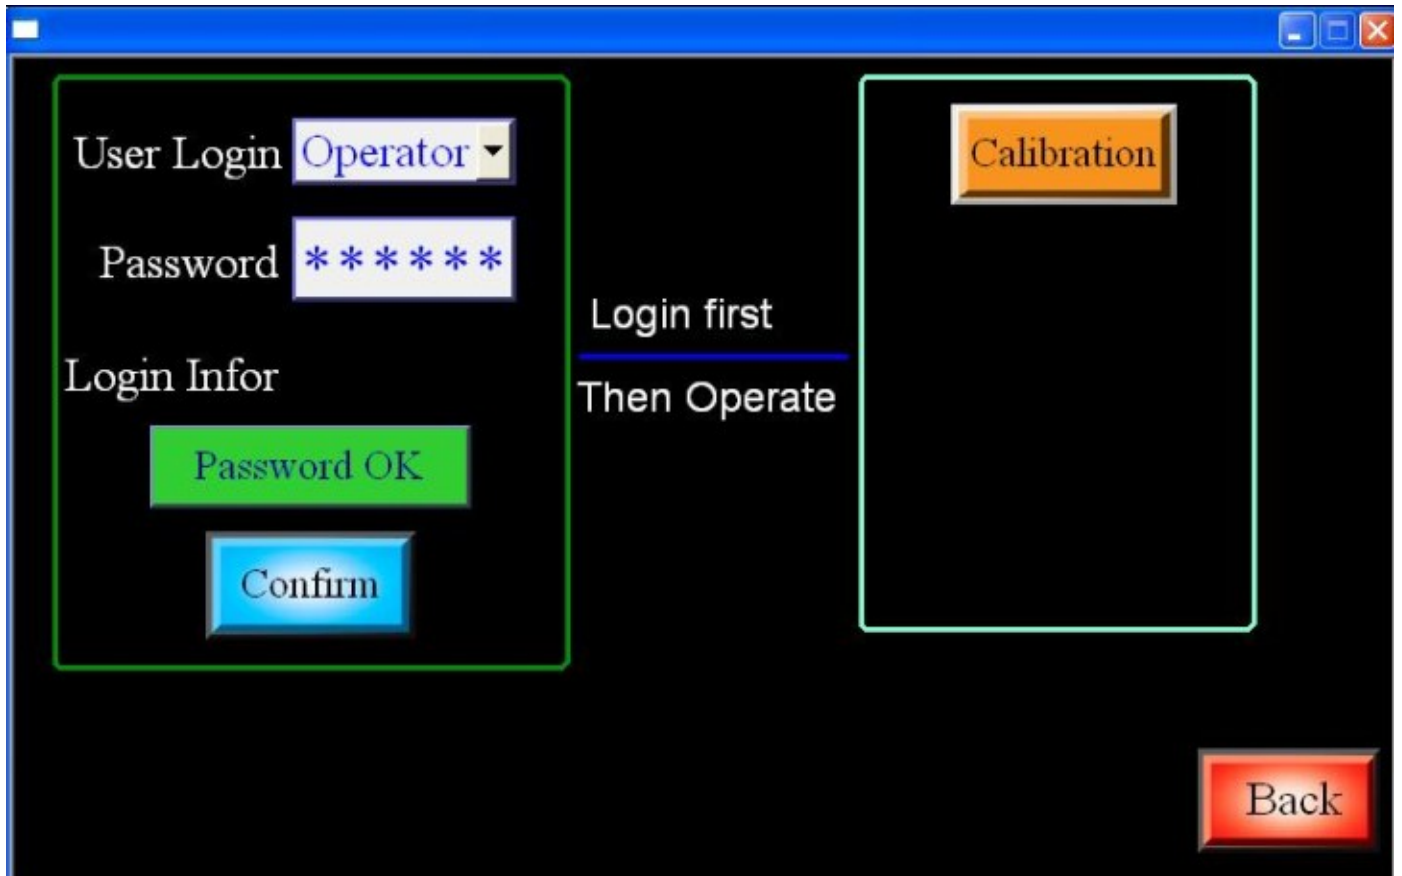 User Login Operator
Password ******
Login Infor
Password OK
Confirm
Login first
Then Operate
Calibration
Back